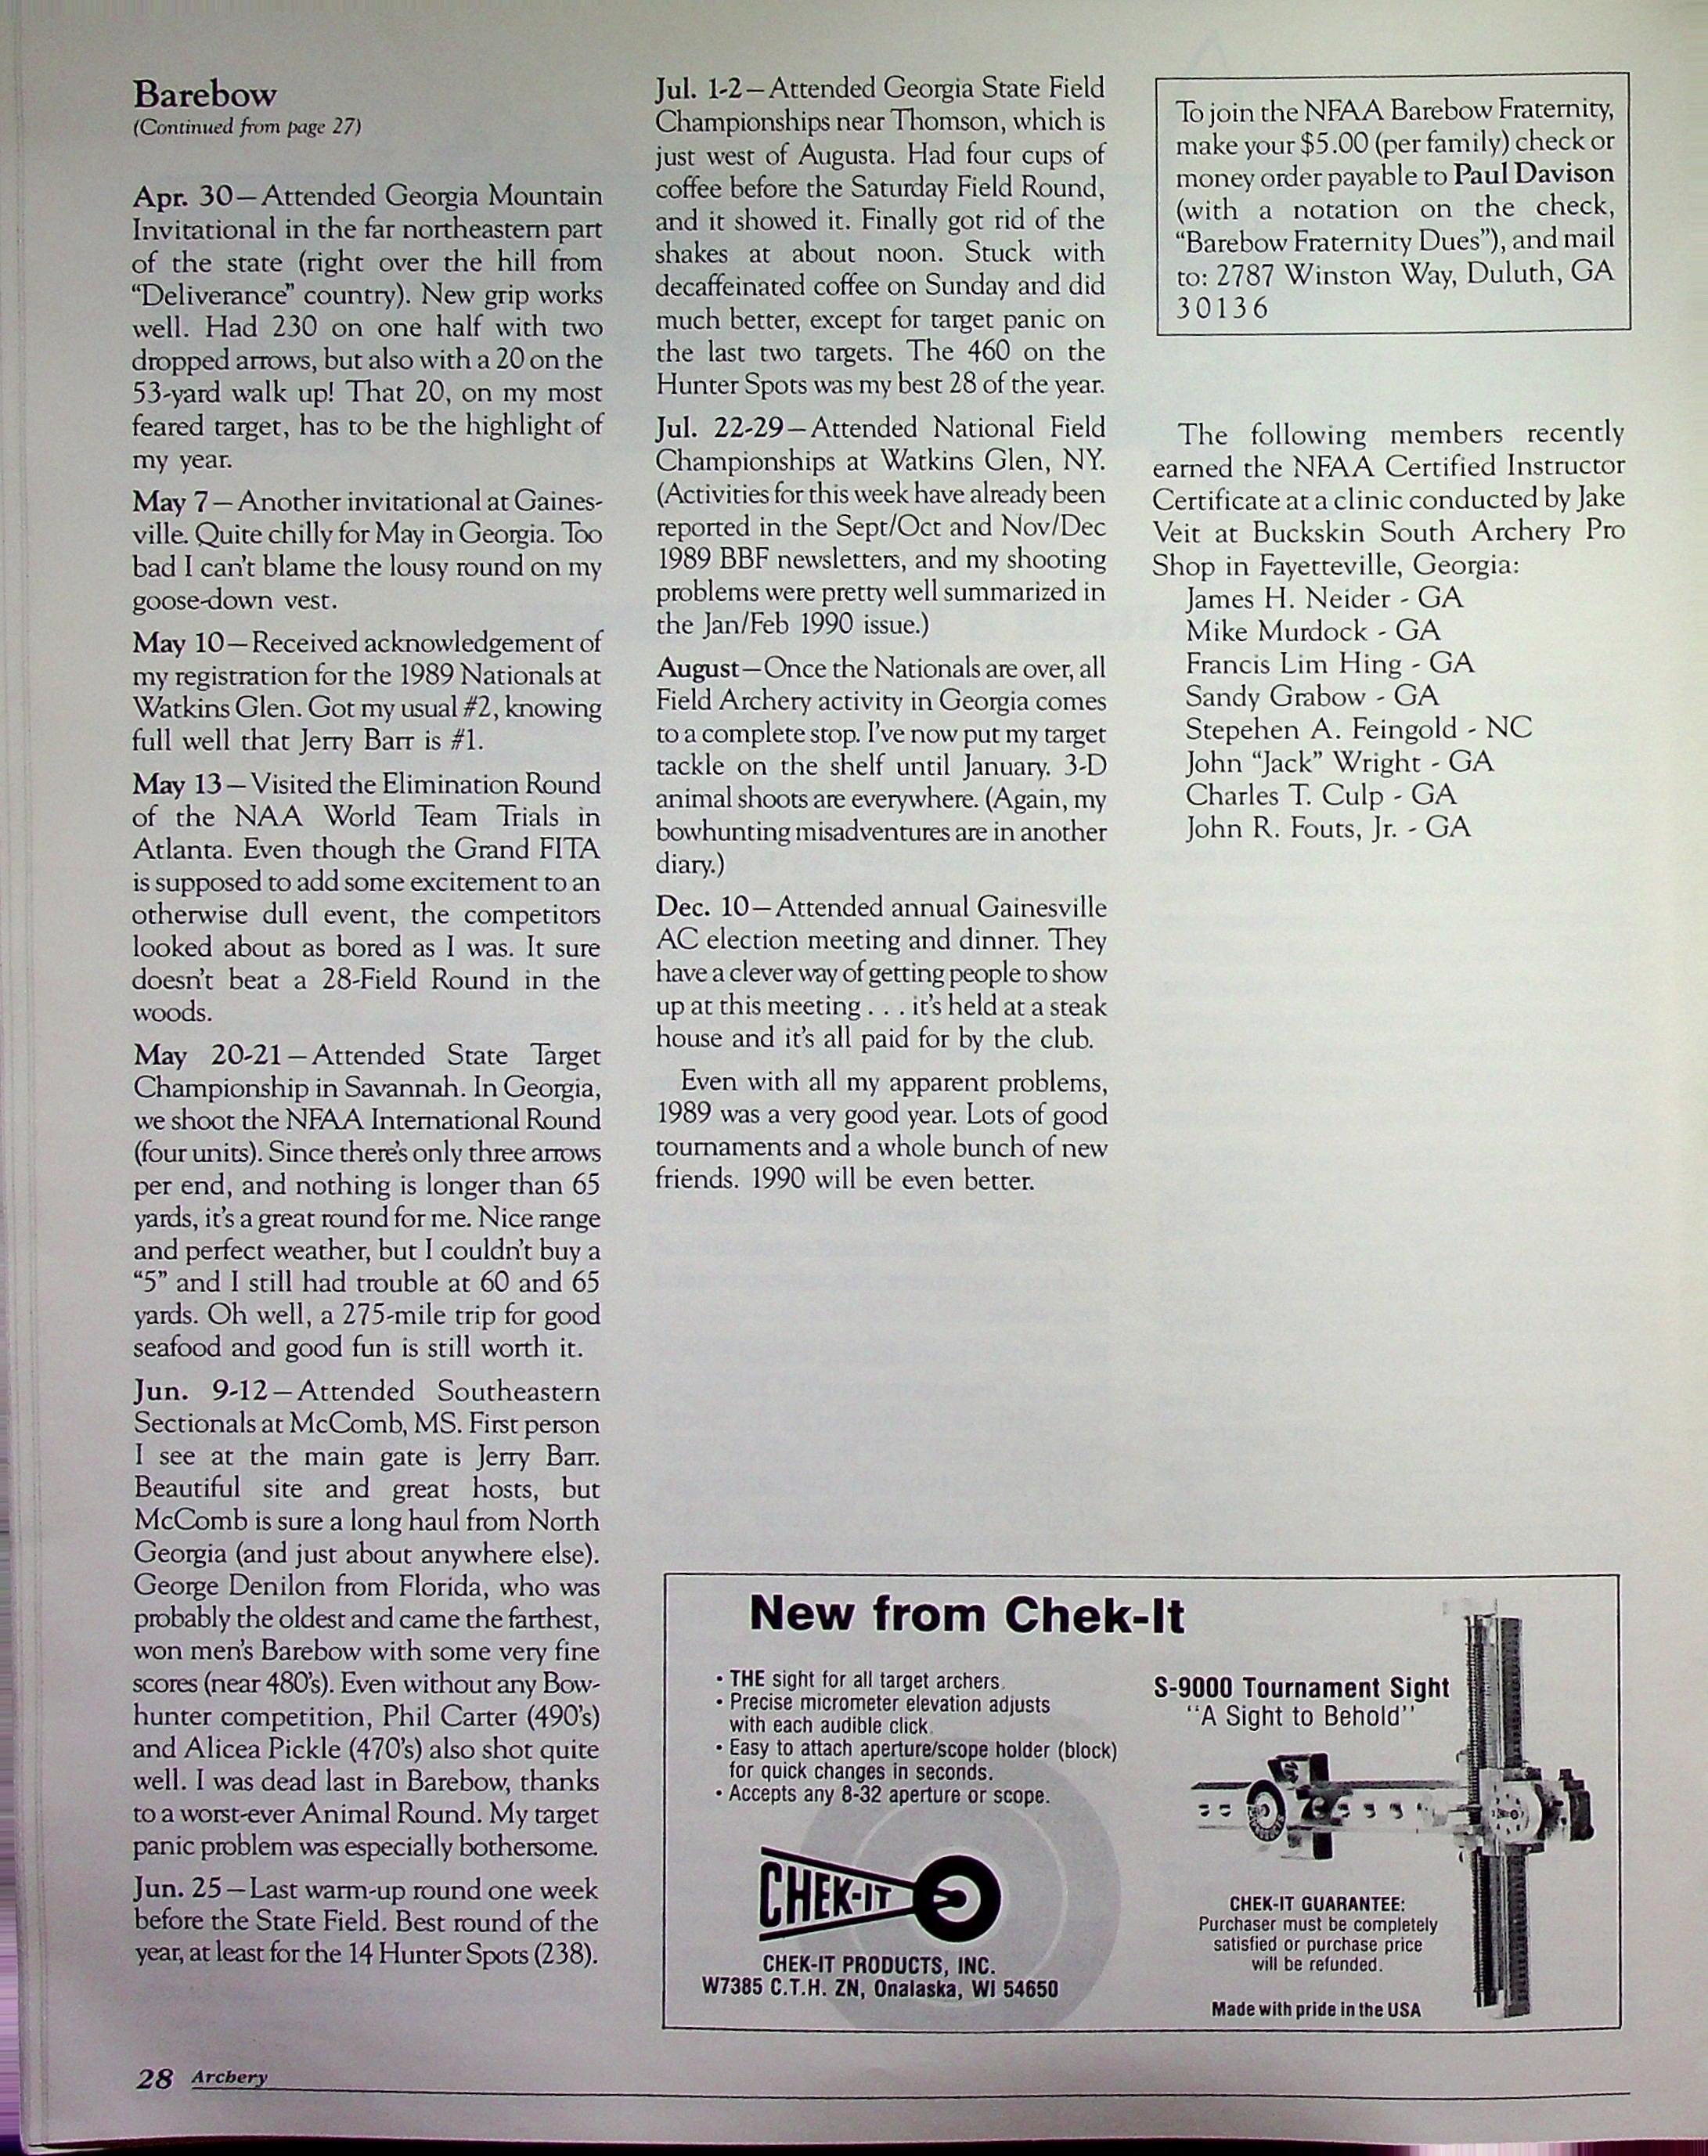 Barebow
(Continued from page 27)
Apr. 30—Attended Georgia Mountain
Invitational in the far northeastern part
of the state (right over the hill from
“Deliverance” country). New grip works
well. Had 230 on one half with two
dropped arrows, but also with a 20 on the
53-yard walk up! That 20, on my most
feared target, has to be the highlight of
my year.
May 7—Another invitational at Gaines-
ville. Quite chilly for May in Georgia. Too
bad I can't blame the lousy round on my
goose-down vest.
May 10—Received acknowledgement of
my registration for the 1989 Nationals at
Watkins Glen. Got my usual #2, knowing
full well that Jerry Barr is #1.
May 13—Visited the Elimination Round
of the NAA World Team Trials in
Atlanta. Even though the Grand FITA
is supposed to add some excitement to an
otherwise dull event, the competitors
looked about as bored as I was. It sure
doesn't beat a 28-Field Round in the
woods.
May 20-21—Attended State Target
Championship in Savannah. In Georgia,
we shoot the NFAA International Round
(four units). Since there's only three arrows
per end, and nothing is longer than 65
yards, it's a great round for me. Nice range
and perfect weather, but I couldn't buy a
“5” and I still had trouble at 60 and 65
yards. Oh well, a 275-mile trip for good
seafood and good fun is still worth it.
Jun. 9-12—Attended Southeastern
Sectionals at McComb, MS. First person
I see at the main gate is Jerry Barr.
Beautiful site and great hosts, but
McComb is sure a long haul from North
Georgia (and just about anywhere else).
George Denilon from Florida, who was
probably the oldest and came the farthest,
won men's Barebow with some very fine
scores (near 480's). Even without any Bow-
hunter competition, Phil Carter (490's)
and Alicea Pickle (470's) also shot quite
well. I was dead last in Barebow, thanks
to a worst-ever Animal Round. My target
panic problem was especially bothersome.
Jun. 25—Last warm-up round one week
before the State Field. Best round of the
year, at least for the 14 Hunter Spots (238).
Jul. 1-2—Attended Georgia State Field
Championships near Thomson, which is
just west of Augusta. Had four cups of
coffee before the Saturday Field Round,
and it showed it. Finally got rid of the
shakes at about noon. Stuck with
decaffeinated coffee on Sunday and did
much better, except for target panic on
the last two targets. The 460 on the
Hunter Spots was my best 28 of the year.
Jul. 22-29—Attended National Field
Championships at Watkins Glen, NY.
(Activities for this week have already been
reported in the Sept/Oct and Nov/Dec
1989 BBF newsletters, and my shooting
problems were pretty well summarized in
the Jan/Feb 1990 issue.)
August—Once the Nationals are over, all
Field Archery activity in Georgia comes
to a complete stop. I've now put my target
tackle on the shelf until January. 3-D
animal shoots are everywhere. (Again, my
bowhunting misadventures are in another
diary.)
Dec. 10—Attended annual Gainesville
AC election meeting and dinner. They
have a clever way of getting people to show
up at this meeting . . . it's held at a steak
house and it's all paid for by the club.
Even with all my apparent problems,
1989 was a very good year. Lots of good
tournaments and a whole bunch of new
friends. 1990 will be even better.
To join the NFAA Barebow Fraternity,
make your $5.00 (per family) check or
money order payable to Paul Davison
(with a notation on the check,
“Barebow Fraternity Dues”), and mail
to: 2787 Winston Way, Duluth, GA
30136
The following members recently
earned the NFAA Certified Instructor
Certificate at a clinic conducted by Jake
Veit at Buckskin South Archery Pro
Shop in Fayetteville, Georgia:
James H. Neider - GA
Mike Murdock - GA
Francis Lim Hing - GA
Sandy Grabow - GA
Stepehen A. Feingold - NC
John “Jack” Wright - GA
Charles T. Culp - GA
John R. Fouts, Jr. - GA
New from Chek-It
• THE sight for all target archers.
• Precise micrometer elevation adjusts
with each audible click.
• Easy to attach aperture/scope holder (block)
for quick changes in seconds.
• Accepts any 8-32 aperture or scope.
CHEK-IT
CHEK-IT PRODUCTS, INC.
W7385 C.T.H. ZN, Onalaska, WI 54650
S-9000 Tournament Sight
"A Sight to Behold"
CHEK-IT GUARANTEE:
Purchaser must be completely
satisfied or purchase price
will be refunded.
Made with pride in the USA
28 Archery